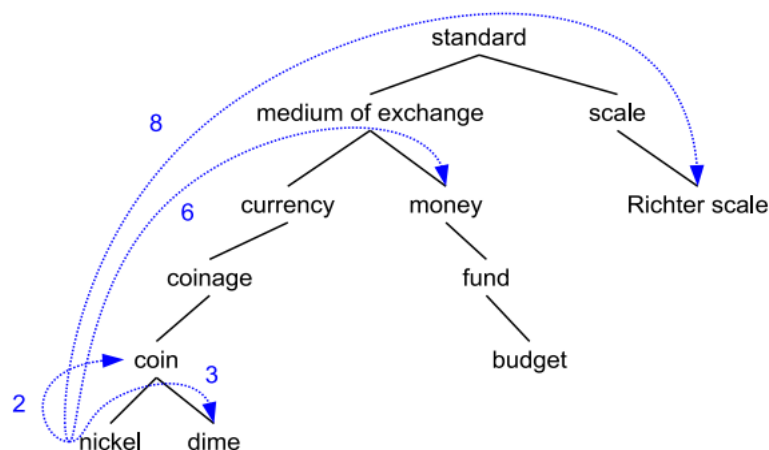 standard
8
medium of exchange scale
6 currency money Richter scale
coinage fund
coin budget
2 3
nickel dime